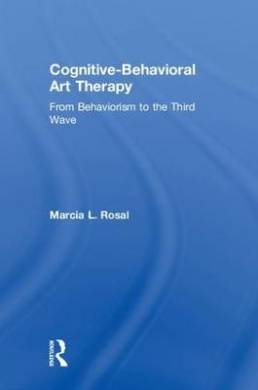 Cognitive-Behavioral
Art Therapy
From Behaviorism to the Third
Wave
Marcia L. Rosal
ROUTLEDGE